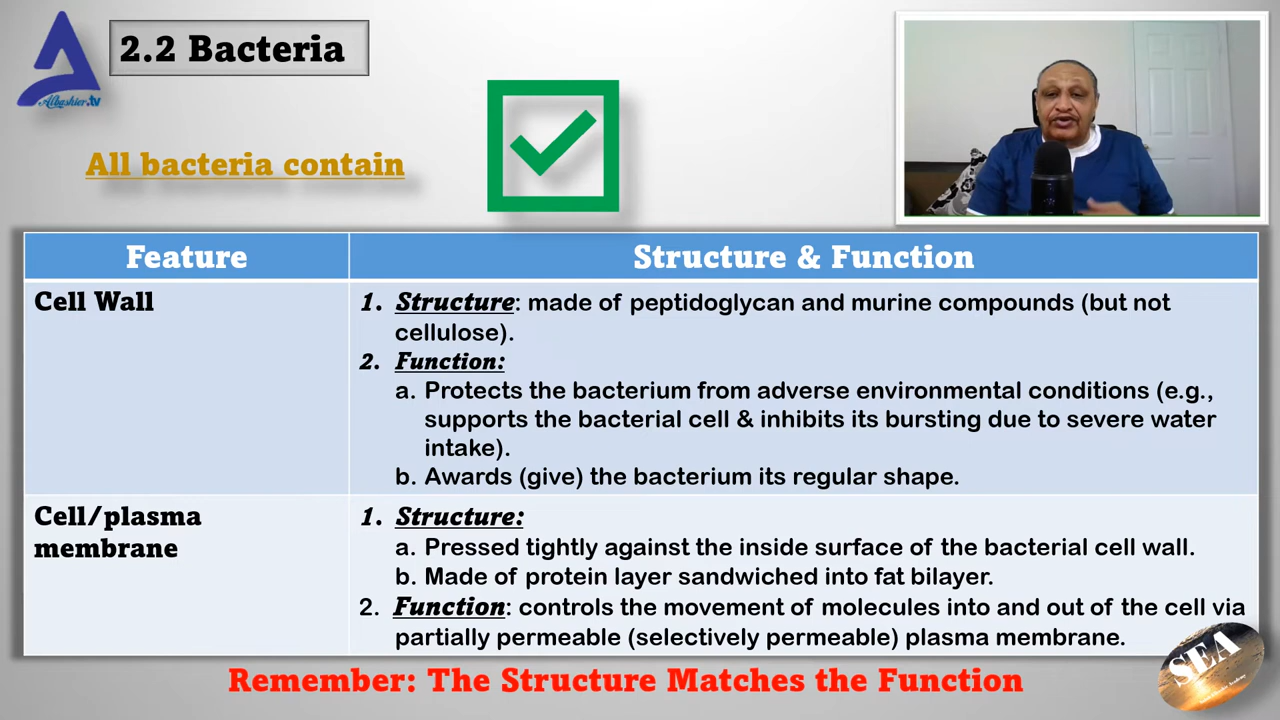 2.2 Bacteria
Albashier.tv
All bacteria contain
Feature
Structure & Function
Cell Wall
1. Structure: made of peptidoglycan and murine compounds (but not
cellulose).
2. Function:
a. Protects the bacterium from adverse environmental conditions (e.g.,
supports the bacterial cell & inhibits its bursting due to severe water
intake).
b. Awards (give) the bacterium its regular shape.
Cell/plasma
membrane
1. Structure:
a. Pressed tightly against the inside surface of the bacterial cell wall.
b. Made of protein layer sandwiched into fat bilayer.
2. Function: controls the movement of molecules into and out of the cell via
partially permeable (selectively permeable) plasma membrane.
Remember: The Structure Matches the Function
SEA